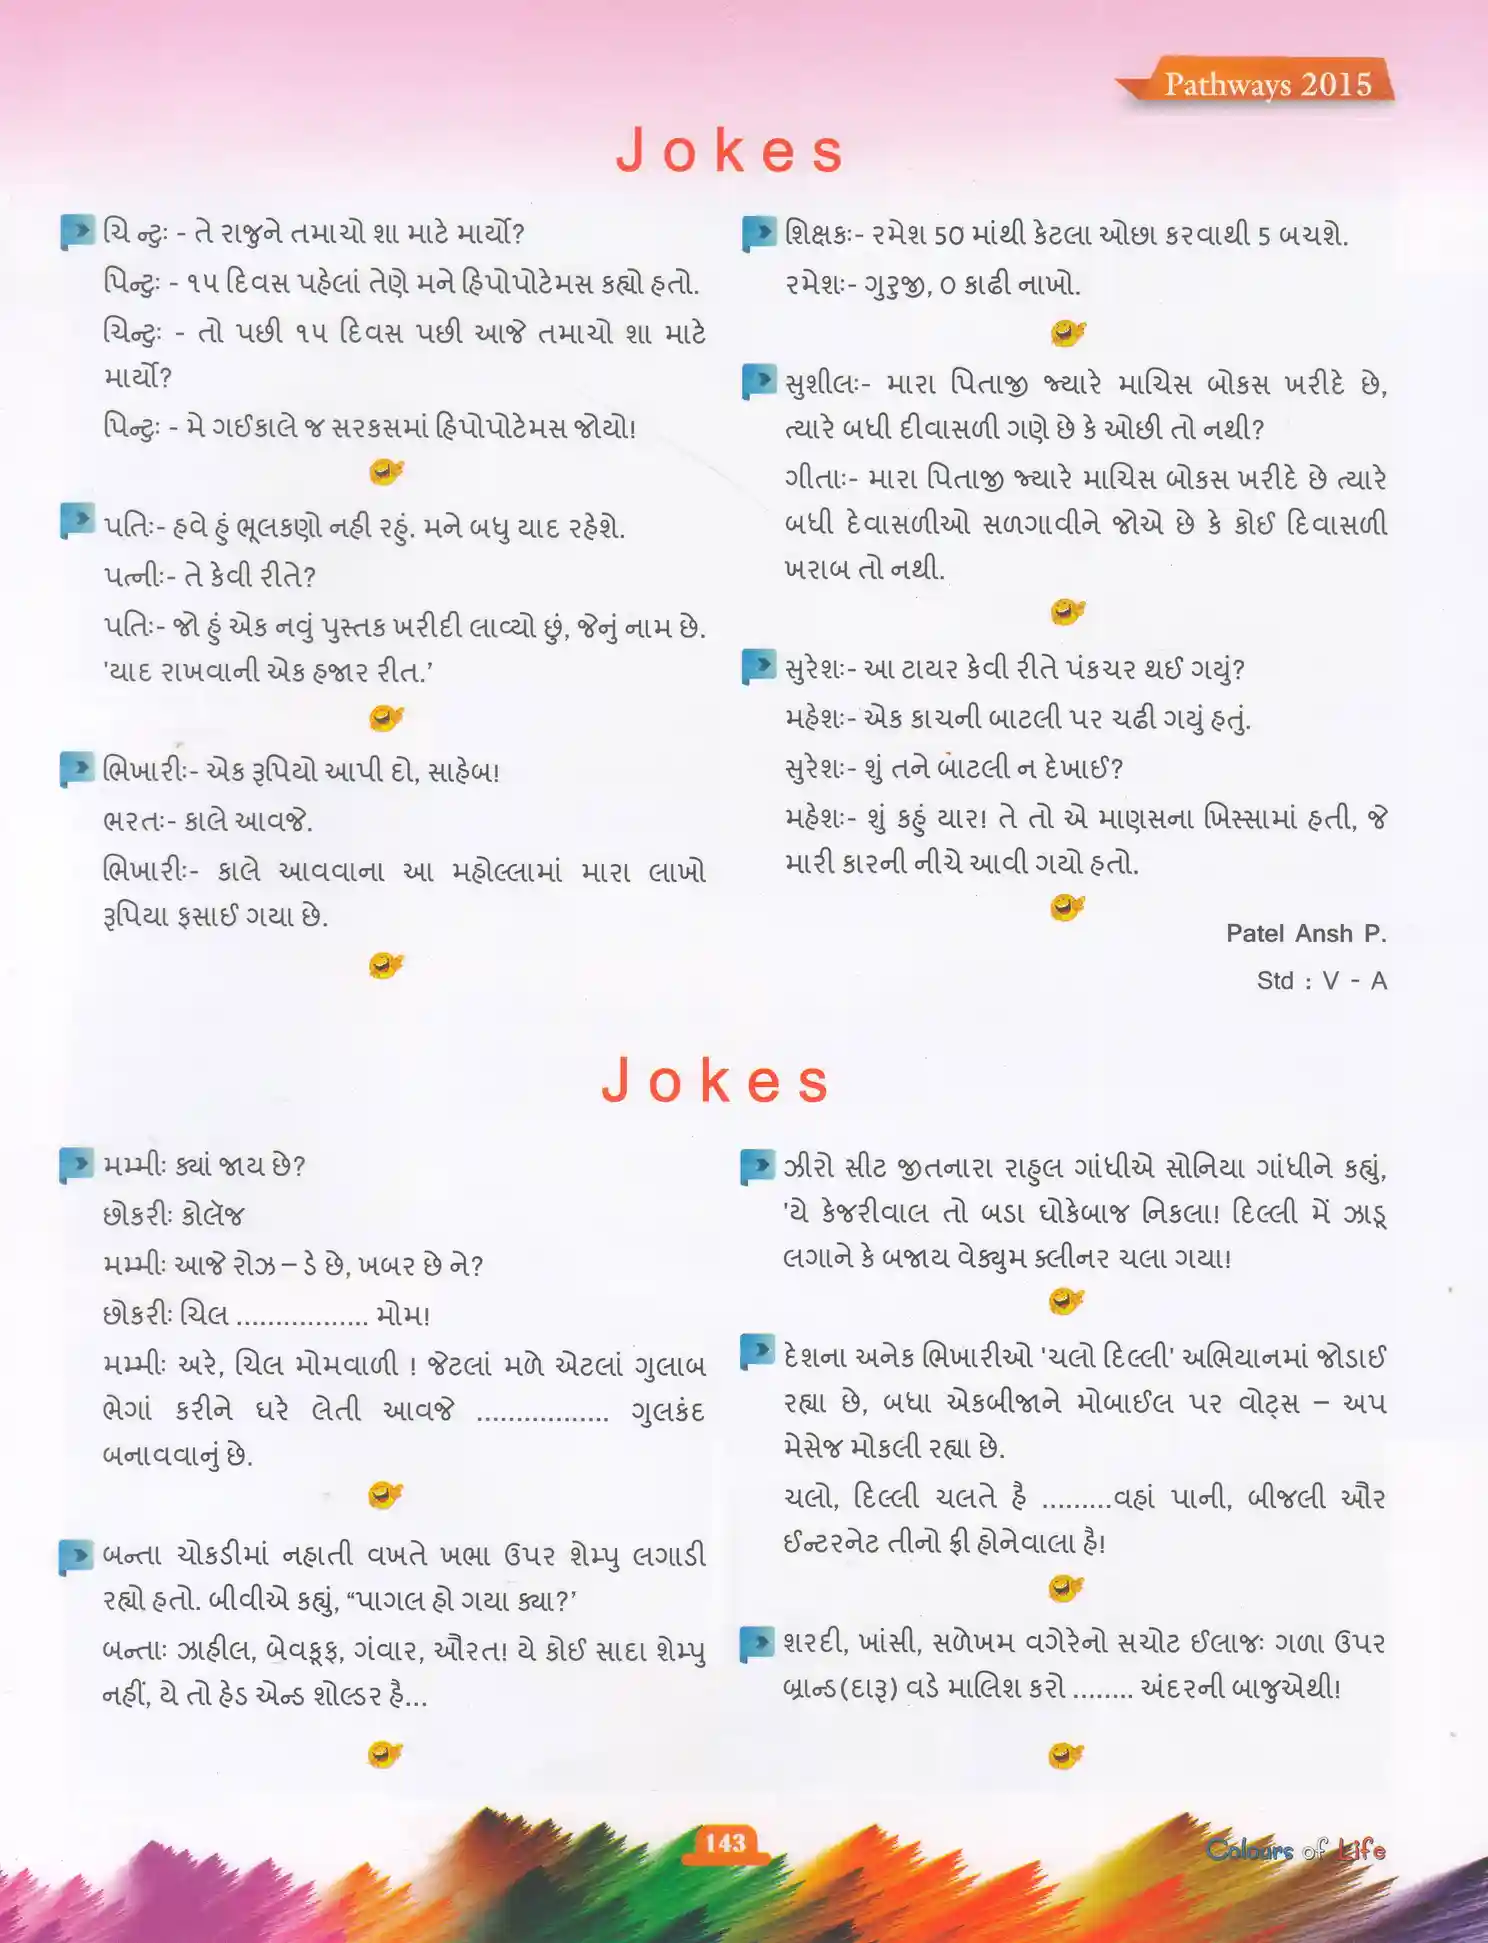 Pathways 2015
Jokes
ચિન્ટુઃ - તે રાજુને તમાચો શા માટે માર્યો?
પિન્ટુઃ - ૧૫ દિવસ પહેલાં તેણે મને હિપોપોટેમસ કહ્યો હતો.
ચિન્ટુઃ - તો પછી ૧૫ દિવસ પછી આજે તમાચો શા માટે
માર્યો?
પિન્ટુઃ - મે ગઈકાલે જ સરકસમાં હિપોપોટેમસ જોયો!
પતિઃ- હવે હું ભૂલકણો નહી રહું. મને બધુ યાદ રહેશે.
પત્નીઃ- તે કેવી રીતે?
પતિઃ- જો હું એક નવું પુસ્તક ખરીદી લાવ્યો છું, જેનું નામ છે.
'યાદ રાખવાની એક હજાર રીત.’
ભિખારીઃ- એક રૂપિયો આપી દો, સાહેબ!
ભરતઃ- કાલે આવજે.
ભિખારીઃ- કાલે આવવાના આ મહોલ્લામાં મારા લાખો
રૂપિયા ફસાઈ ગયા છે.
શિક્ષકઃ- રમેશ 50 માંથી કેટલા ઓછા કરવાથી 5 બચશે.
રમેશઃ- ગુરુજી, 0 કાઢી નાખો.
સુશીલઃ- મારા પિતાજી જ્યારે માચિસ બોકસ ખરીદે છે,
ત્યારે બધી દીવાસળી ગણે છે કે ઓછી તો નથી?
ગીતાઃ- મારા પિતાજી જ્યારે માચિસ બોકસ ખરીદે છે ત્યારે
બધી દેવાસળીઓ સળગાવીને જોએ છે કે કોઈ દિવાસળી
ખરાબ તો નથી.
સુરેશઃ- આ ટાયર કેવી રીતે પંકચર થઈ ગયું?
મહેશઃ- એક કાચની બાટલી પર ચઢી ગયું હતું.
સુરેશઃ- શું તને બાટલી ન દેખાઈ?
મહેશઃ- શું કહું યાર! તે તો એ માણસના ખિસ્સામાં હતી, જે
મારી કારની નીચે આવી ગયો હતો.
Patel Ansh P.
Std : V - A
Jokes
મમ્મીઃ ક્યાં જાય છે?
છોકરીઃ કોલેજ
મમ્મીઃ આજે રોઝ – ડે છે, ખબર છે ને?
છોકરીઃ ચિલ ................. મોમ!
મમ્મીઃ અરે, ચિલ મોમવાળી ! જેટલાં મળે એટલાં ગુલાબ
ભેગાં કરીને ઘરે લેતી આવજે ................. ગુલકંદ
બનાવવાનું છે.
બન્તા ચોકડીમાં નહાતી વખતે ખભા ઉપર શેમ્પુ લગાડી
રહ્યો હતો. બીવીએ કહ્યું, “પાગલ હો ગયા ક્યા?’
બન્તાઃ ઝાહીલ, બેવકૂફ, ગંવાર, ઔરત! યે કોઈ સાદા શેમ્પુ
નહીં, યે તો હેડ એન્ડ શોલ્ડર હૈ...
ઝીરો સીટ જીતનારા રાહુલ ગાંધીએ સોનિયા ગાંધીને કહ્યું,
'યે કેજરીવાલ તો બડા ધોકેબાજ નિકલા! દિલ્લી મેં ઝાડૂ
લગાને કે બજાય વેક્યુમ ક્લીનર ચલા ગયા!
દેશના અનેક ભિખારીઓ 'ચલો દિલ્લી' અભિયાનમાં જોડાઈ
રહ્યા છે, બધા એકબીજાને મોબાઈલ પર વોટ્સ – અપ
મેસેજ મોકલી રહ્યા છે.
ચલો, દિલ્લી ચલતે હૈ .........વહાં પાની, બીજલી ઔર
ઈન્ટરનેટ તીનો ફ્રી હોનેવાલા હૈ!
શરદી, ખાંસી, સળેખમ વગેરેનો સચોટ ઈલાજઃ ગળા ઉપર
બ્રાન્ડ(દારૂ) વડે માલિશ કરો ........ અંદરની બાજુએથી!
143
Colours of Life